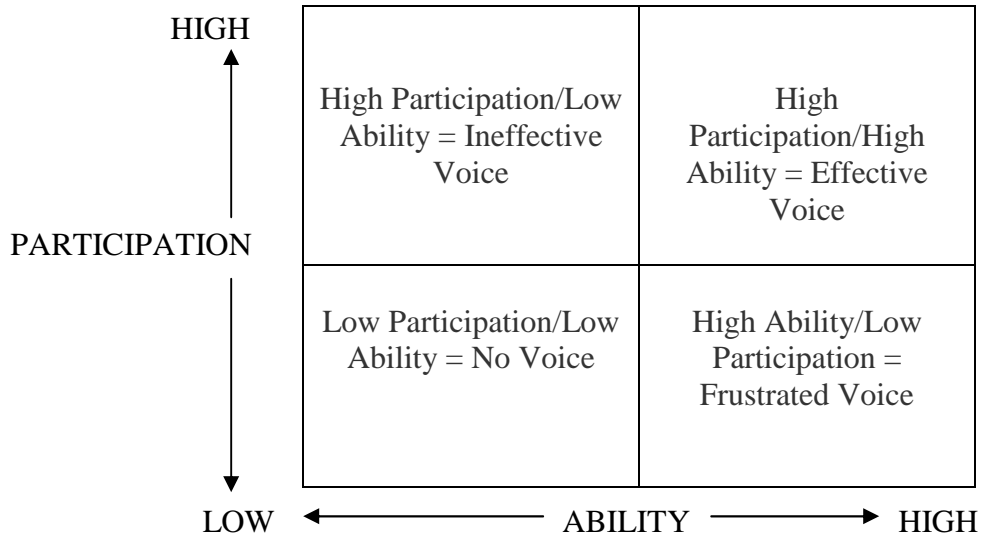 HIGH
High Participation/Low
Ability = Ineffective
Voice
High
Participation/High
Ability = Effective
Voice
PARTICIPATION
Low Participation/Low
Ability = No Voice
High Ability/Low
Participation =
Frustrated Voice
LOW
ABILITY
HIGH